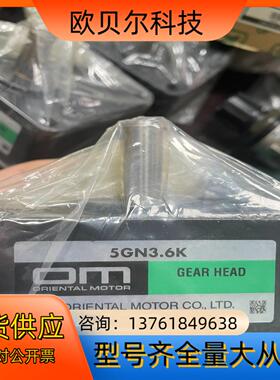 欧贝尔科技
5GN3.6K
OM
GEAR HEAD
ORIENTAL MOTOR
ORIENTAL MOTOR CO., LTD.
货供应
咨询：13761849638
对公开票
型号齐全量大从